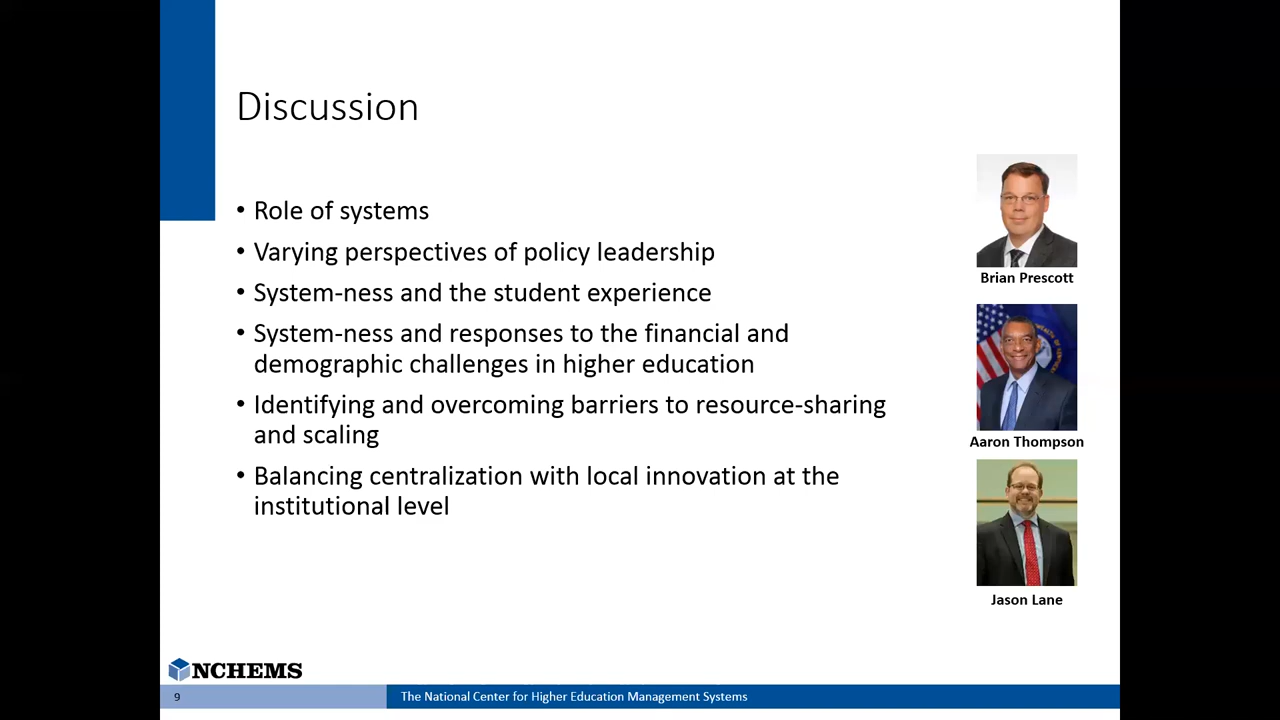 Discussion
• Role of systems
• Varying perspectives of policy leadership
• System-ness and the student experience
• System-ness and responses to the financial and
demographic challenges in higher education
• Identifying and overcoming barriers to resource-sharing
and scaling
• Balancing centralization with local innovation at the
institutional level
Brian Prescott
Aaron Thompson
Jason Lane
NCHEMS
9
The National Center for Higher Education Management Systems